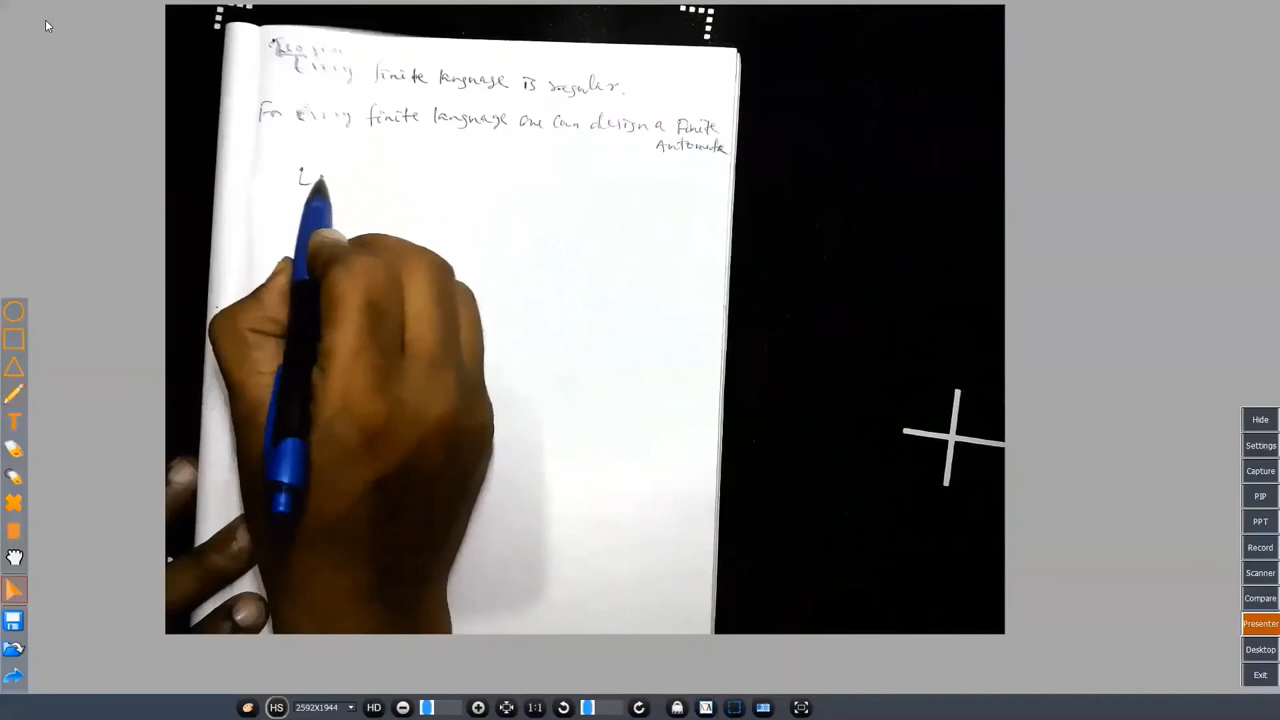 Theorem
Every finite language is regular.
For every finite language one can design a Finite
Automata
L
Hide
Settings
Capture
PIP
PPT
Record
Scanner
Compare
Presenter
Desktop
Exit
HS
2592X1944
HD
1:1
T